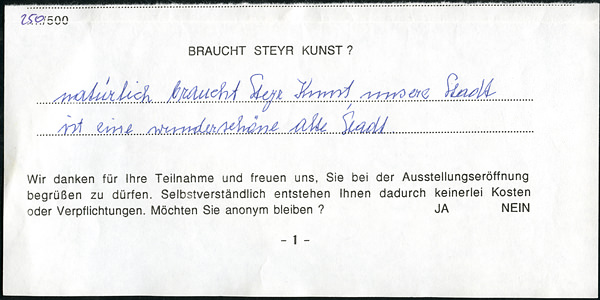 250/500
BRAUCHT STEYR KUNST ?
natürlich braucht Steyr Kunst unsere Stadt
ist eine wunderschöne alte Stadt
Wir danken für Ihre Teilnahme und freuen uns, Sie bei der Ausstellungseröffnung
begrüßen zu dürfen. Selbstverständlich entstehen Ihnen dadurch keinerlei Kosten
oder Verpflichtungen. Möchten Sie anonym bleiben ? JA NEIN
- 1 -